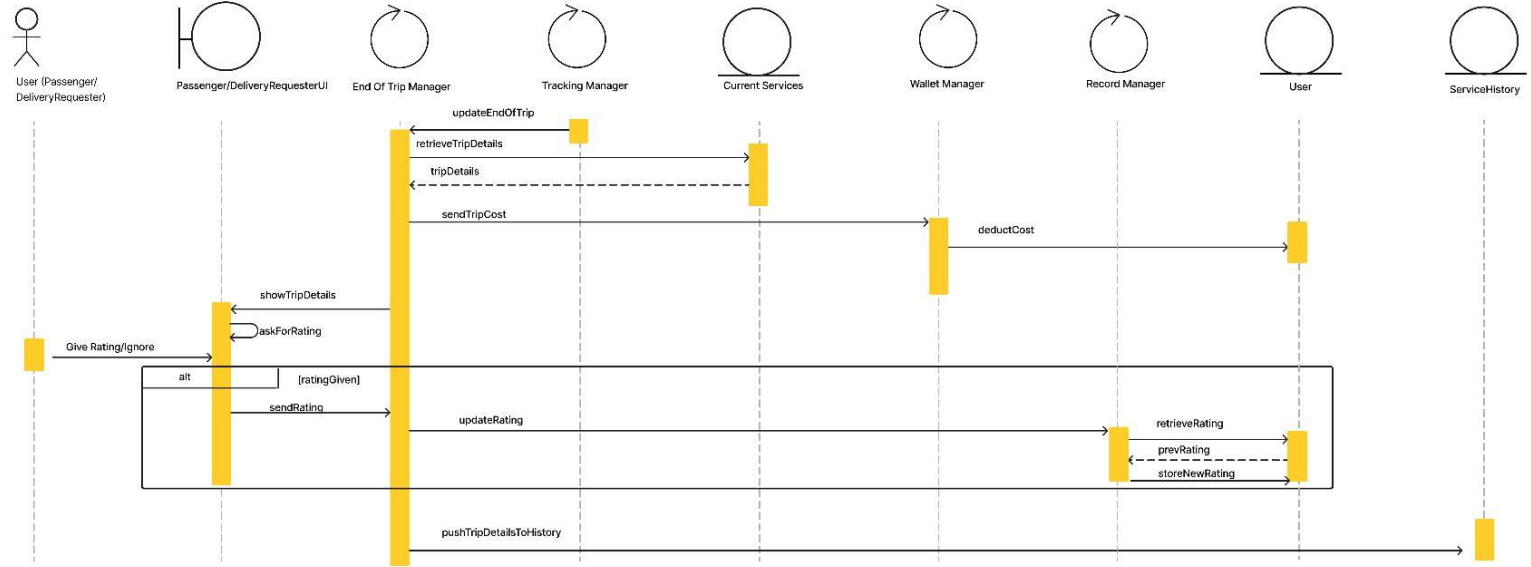 User (Passenger/
DeliveryRequester)
Passenger/DeliveryRequesterUI
End Of Trip Manager
Tracking Manager
Current Services
Wallet Manager
Record Manager
User
ServiceHistory
updateEndOfTrip
retrieveTripDetails
tripDetails
sendTripCost
deductCost
showTripDetails
askForRating
Give Rating/Ignore
alt
[ratingGiven]
sendRating
updateRating
retrieveRating
prevRating
storeNewRating
pushTripDetailsToHistory